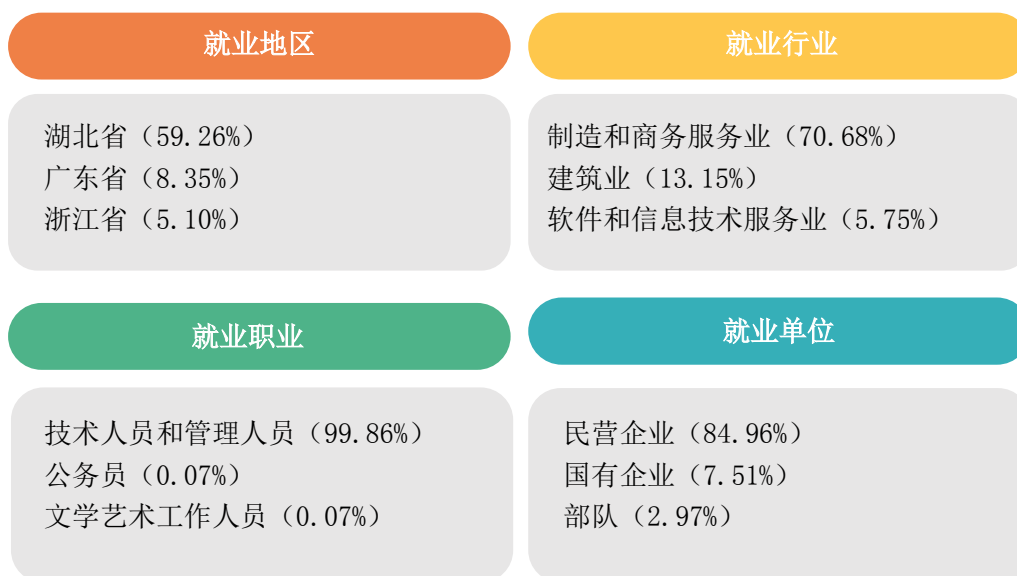 就业地区
湖北省（59.26%）
广东省（8.35%）
浙江省（5.10%）
就业行业
制造和商务服务业（70.68%）
建筑业（13.15%）
软件和信息技术服务业（5.75%）
就业职业
技术人员和管理人员（99.86%）
公务员（0.07%）
文学艺术工作人员（0.07%）
就业单位
民营企业（84.96%）
国有企业（7.51%）
部队（2.97%）